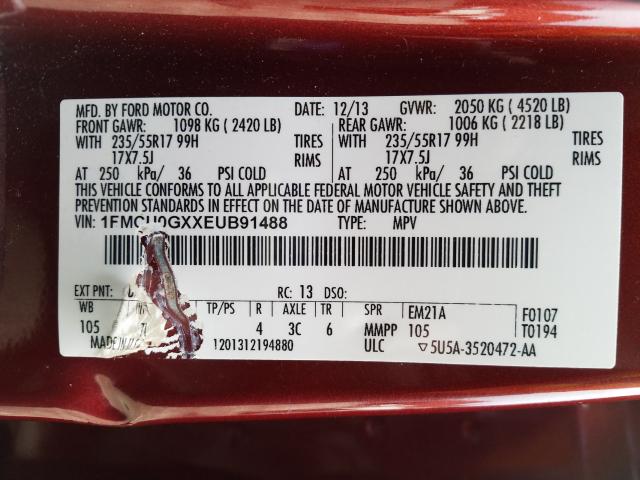 MFD. BY FORD MOTOR CO. DATE: 12/13 GVWR: 2050 KG ( 4520 LB)
FRONT GAWR: 1098 KG ( 2420 LB) REAR GAWR: 1006 KG ( 2218 LB)
WITH 235/55R17 99H TIRES WITH 235/55R17 99H TIRES
17X7.5J RIMS 17X7.5J RIMS
AT 250 kPa/ 36 PSI COLD AT 250 kPa/ 36 PSI COLD
THIS VEHICLE CONFORMS TO ALL APPLICABLE FEDERAL MOTOR VEHICLE SAFETY AND THEFT
PREVENTION STANDARDS IN EFFECT ON THE DATE OF MANUFACTURE SHOWN ABOVE.
VIN: 1FMCU0GXXEUB91488 TYPE: MPV
EXT PNT: RC: 13 DSO:
WB TP/PS R AXLE TR SPR EM21A F0107
105 4 3C 6 MMPP 105 T0194
MADE 1201312194880 ULC ▽5U5A-3520472-AA